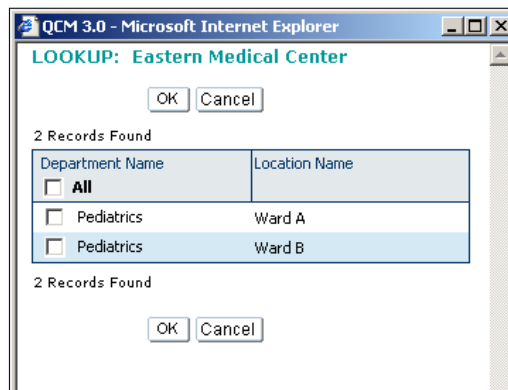 QCM 3.0 - Microsoft Internet Explorer
LOOKUP: Eastern Medical Center
OK Cancel
2 Records Found
Department Name Location Name
All
Pediatrics Ward A
Pediatrics Ward B
2 Records Found
OK Cancel